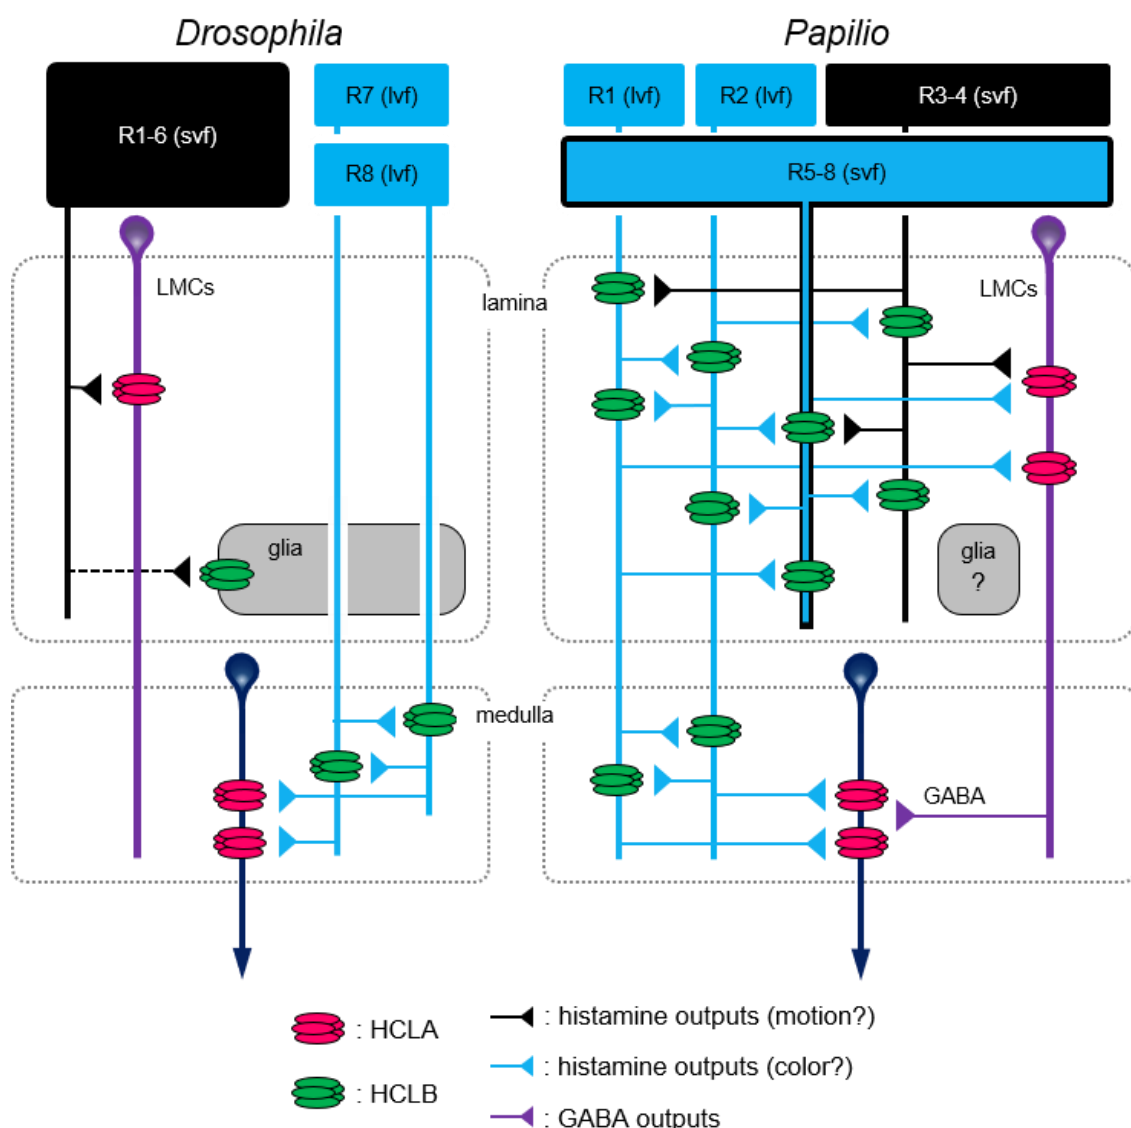 Drosophila
Papilio
R1-6 (svf)
R7 (lvf)
R8 (lvf)
R1 (lvf)
R2 (lvf)
R3-4 (svf)
R5-8 (svf)
LMCs
lamina
LMCs
glia
glia
?
medulla
GABA
: HCLA
: HCLB
: histamine outputs (motion?)
: histamine outputs (color?)
: GABA outputs